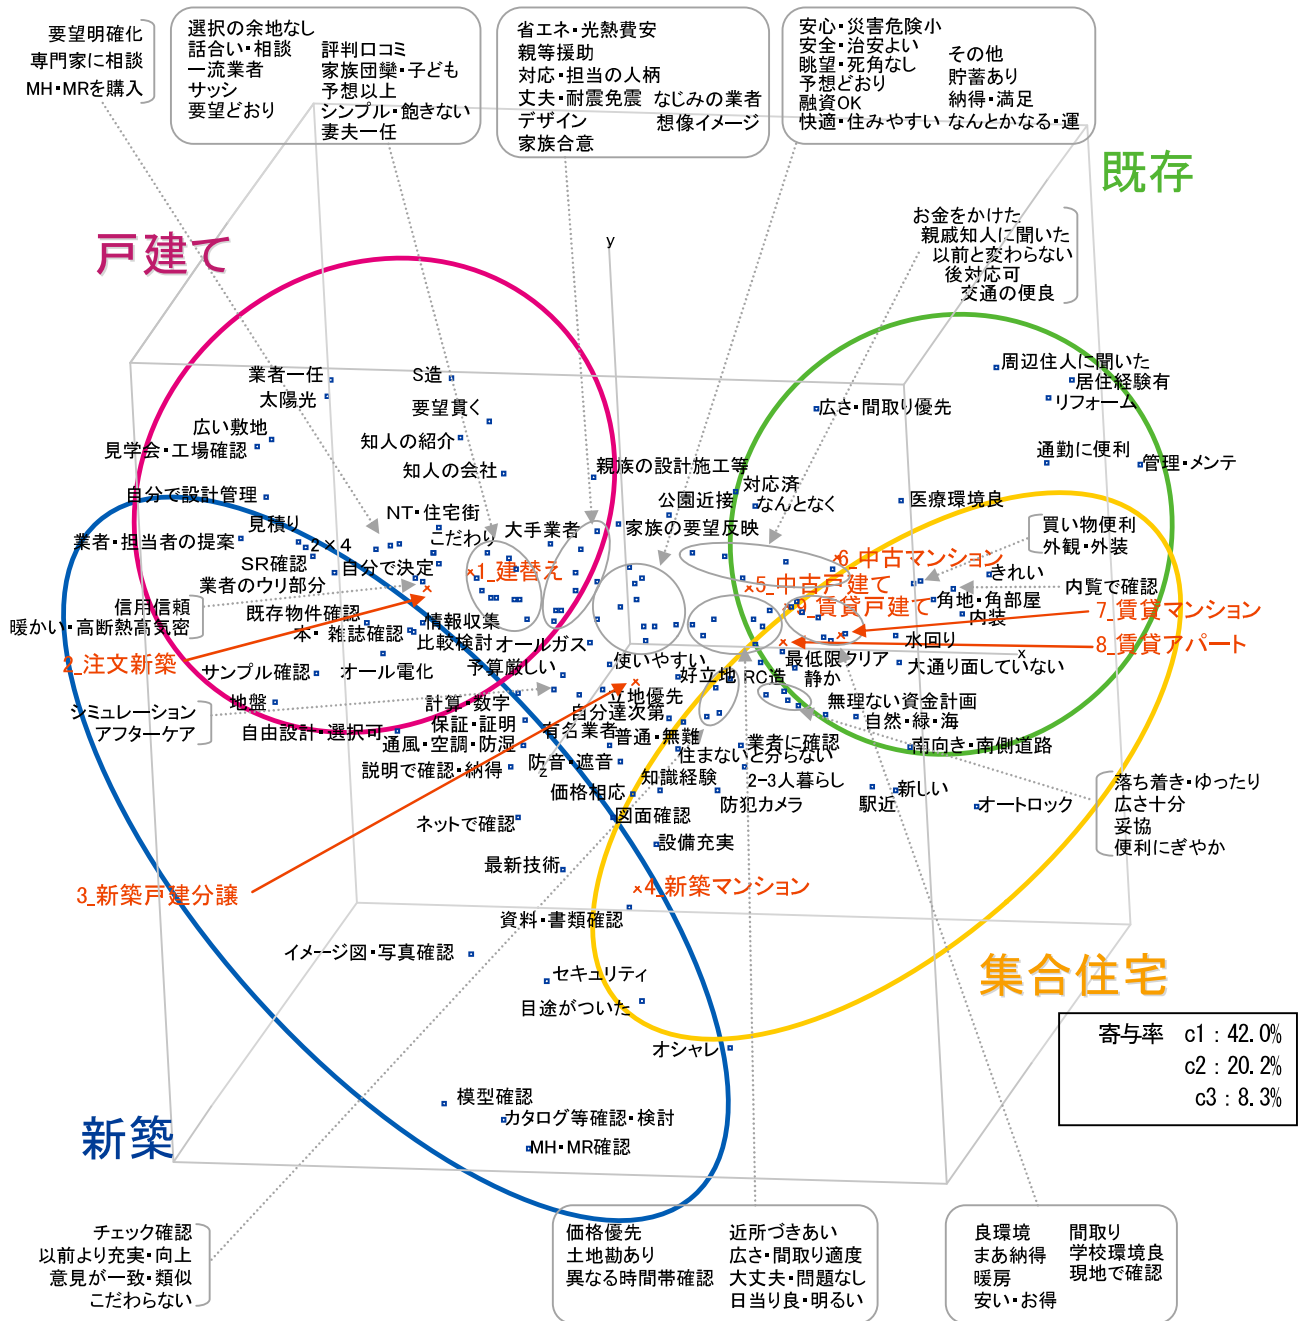 要望明確化
専門家に相談
MH・MRを購入
選択の余地なし
話合い・相談
一流業者
サッシ
要望どおり
評判口コミ
家族団欒・子ども
予想以上
シンプル・飽きない
妻夫一任
省エネ・光熱費安
親等援助
対応・担当の人柄
丈夫・耐震免震
デザイン
家族合意
なじみの業者
想像イメージ
安心・災害危険小
安全・治安よい
眺望・死角なし
予想どおり
融資OK
快適・住みやすい
その他
貯蓄あり
納得・満足
なんとかなる・運
既存
お金をかけた
親戚知人に聞いた
以前と変わらない
後対応可
交通の便良
戸建て
y
業者一任
太陽光
S造
要望貫く
広い敷地
見学会・工場確認
知人の紹介
知人の会社
自分で設計管理
親族の設計施工等
広さ・間取り優先
周辺住人に聞いた
居住経験有
リフォーム
通勤に便利
管理・メンテ
対応済
なんとなく
公園近接
医療環境良
NT・住宅街
こだわり
大手業者
家族の要望反映
買い物便利
外観・外装
見積り
業者・担当者の提案
2×4
SR確認
自分で決定
業者のウリ部分
1_建替え
6_中古マンション
5_中古戸建て
9_賃貸戸建て
きれい
内覧で確認
角地・角部屋
内装
7_賃貸マンション
8_賃貸アパート
信用信頼
暖かい・高断熱高気密
既存物件確認
本・雑誌確認
情報収集
比較検討
オールガス
水回り
x
2_注文新築
サンプル確認
オール電化
予算厳しい
使いやすい
好立地
RC造
最低限クリア
静か
大通り面していない
地盤
シミュレーション
アフターケア
計算・数字
立地優先
自分達次第
無理ない資金計画
自然・緑・海
自由設計・選択可
保証・証明
有名業者
普通・無難
通風・空調・防湿
業者に確認
住まないと分らない
南向き・南側道路
説明で確認・納得
z
防音・遮音
知識経験
2-3人暮らし
価格相応
防犯カメラ
駅近
新しい
オートロック
落ち着き・ゆったり
広さ十分
妥協
便利にぎやか
ネットで確認
図面確認
設備充実
最新技術
3_新築戸建分譲
4_新築マンション
資料・書類確認
イメージ図・写真確認
セキュリティ
目途がついた
集合住宅
オシャレ
寄与率 c1：42.0%
c2：20.2%
c3：8.3%
模型確認
カタログ等確認・検討
MH・MR確認
新築
チェック確認
以前より充実・向上
意見が一致・類似
こだわらない
価格優先
土地勘あり
異なる時間帯確認
近所づきあい
広さ・間取り適度
大丈夫・問題なし
日当り良・明るい
良環境
まあ納得
暖房
安い・お得
間取り
学校環境良
現地で確認